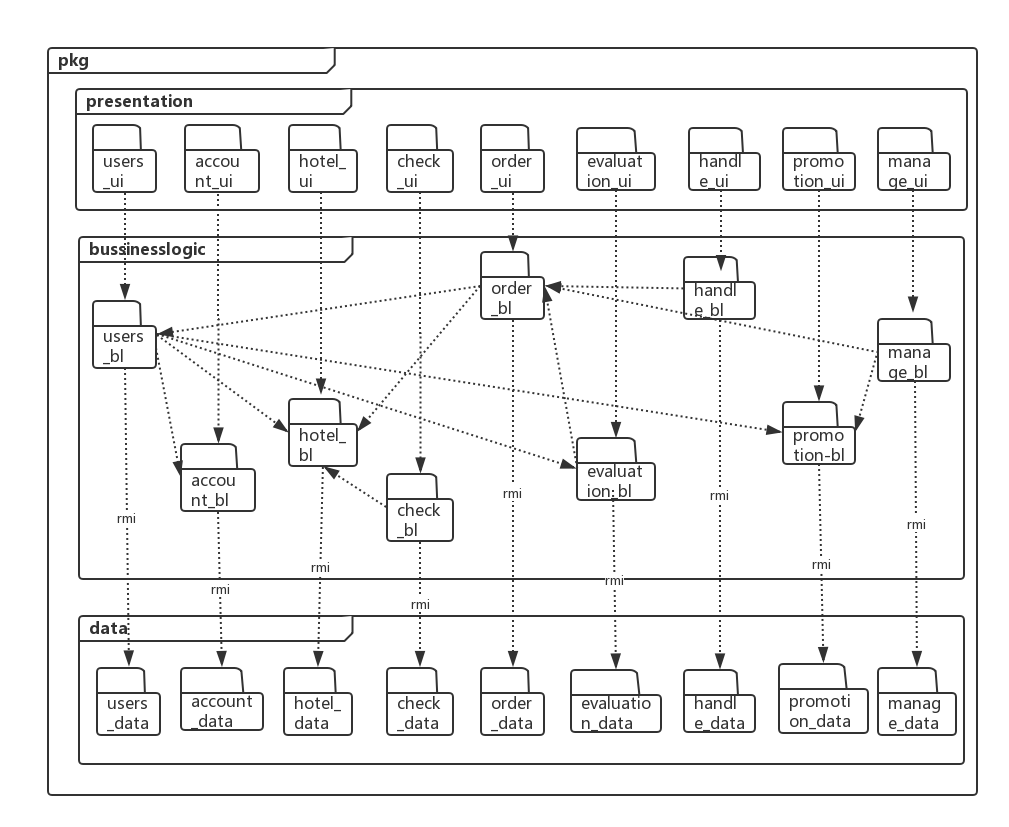 pkg
presentation
users
_ui
accou
nt_ui
hotel_
ui
check
_ui
order
_ui
evaluat
ion_ui
handl
e_ui
promo
tion_ui
mana
ge_ui
bussinesslogic
order
_bl
handl
e_bl
users
_bl
mana
ge_bl
hotel_
bl
promo
tion-bl
accou
nt_bl
evaluat
ion_bl
check
_bl
rmi
rmi
rmi
rmi
rmi
rmi
rmi
rmi
rmi
data
users
_data
account
_data
hotel_
data
check
_data
order
_data
evaluatio
n_data
handl
e_data
promoti
on_data
manag
e_data